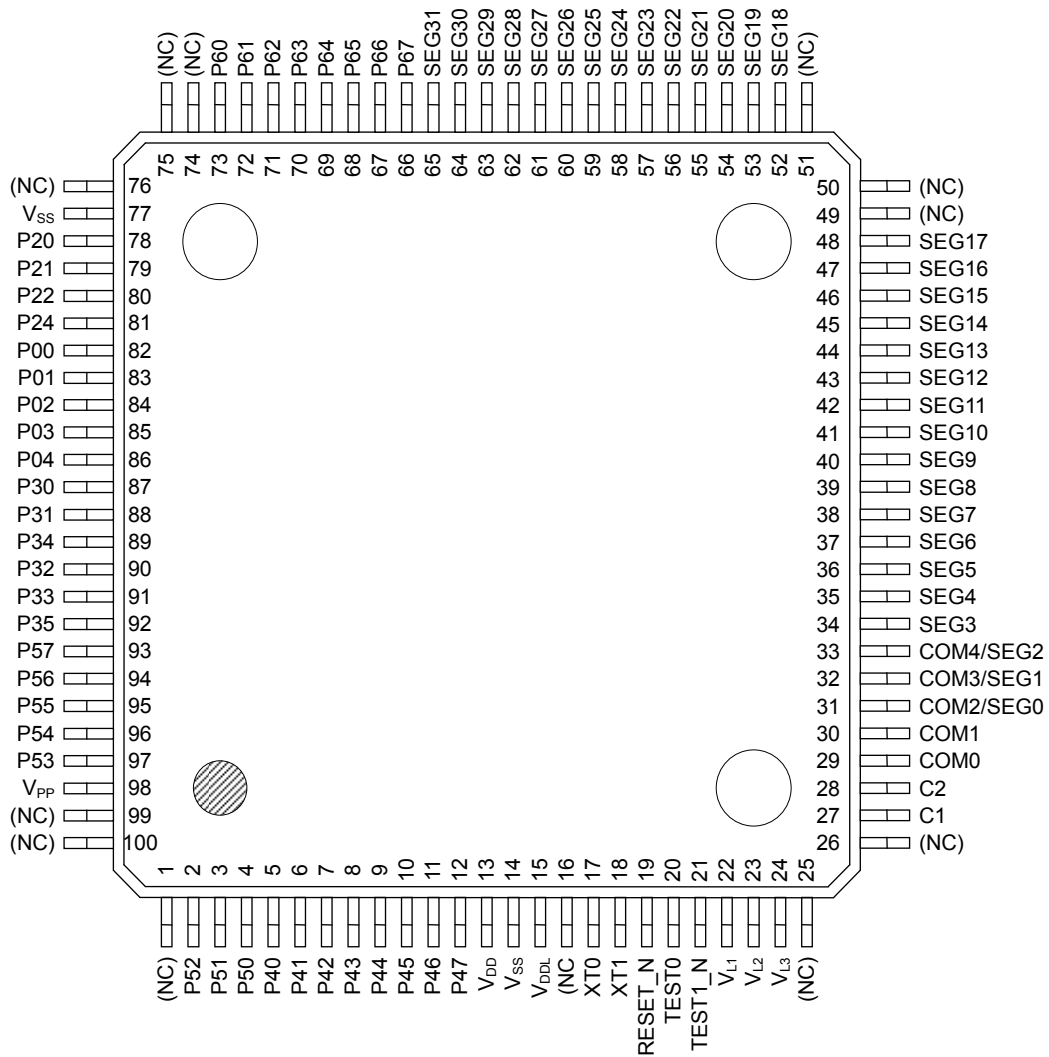 (NC)
(NC)
P60
P61
P62
P63
P64
P65
P66
P67
SEG31
SEG30
SEG29
SEG28
SEG27
SEG26
SEG25
SEG24
SEG23
SEG22
SEG21
SEG20
SEG19
SEG18
(NC)
75 74 73 72 71 70 69 68 67 66 65 64 63 62 61 60 59 58 57 56 55 54 53 52 51
(NC) 76
VSS 77
P20 78
P21 79
P22 80
P24 81
P00 82
P01 83
P02 84
P03 85
P04 86
P30 87
P31 88
P34 89
P32 90
P33 91
P35 92
P57 93
P56 94
P55 95
P54 96
P53 97
VPP 98
(NC) 99
(NC) 100
50 (NC)
49 (NC)
48 SEG17
47 SEG16
46 SEG15
45 SEG14
44 SEG13
43 SEG12
42 SEG11
41 SEG10
40 SEG9
39 SEG8
38 SEG7
37 SEG6
36 SEG5
35 SEG4
34 SEG3
33 COM4/SEG2
32 COM3/SEG1
31 COM2/SEG0
30 COM1
29 COM0
28 C2
27 C1
26 (NC)
1 2 3 4 5 6 7 8 9 10 11 12 13 14 15 16 17 18 19 20 21 22 23 24 25
(NC)
P52
P51
P50
P40
P41
P42
P43
P44
P45
P46
P47
VDD
VSS
VDDL
(NC
XT0
XT1
RESET_N
TEST0
TEST1_N
VL1
VL2
VL3
(NC)